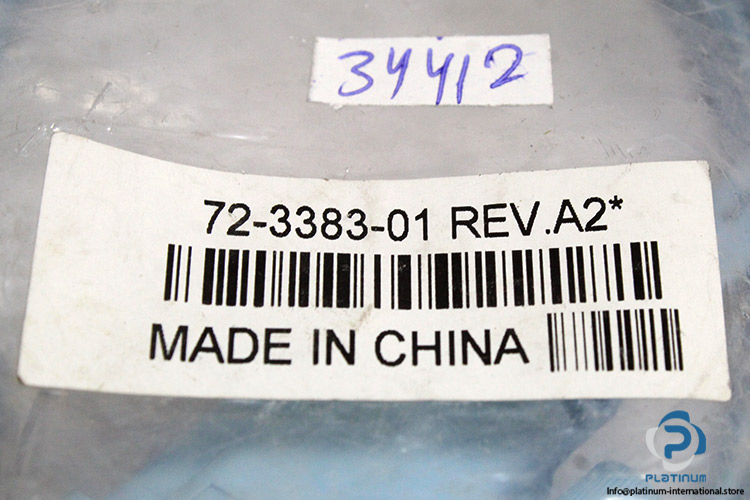 34412
72-3383-01 REV.A2*
MADE IN CHINA
PLATINUM
Info@platinum-international.store